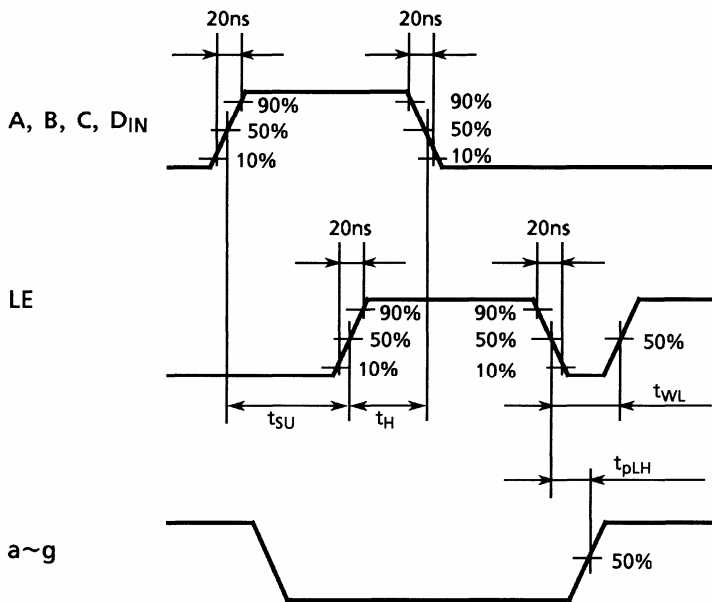 20ns 20ns
A, B, C, DIN
90% 90%
50% 50%
10% 10%
20ns 20ns
LE
90% 90%
50% 50% 50%
10% 10%
tSU tH tWL
tpLH
a~g
50%